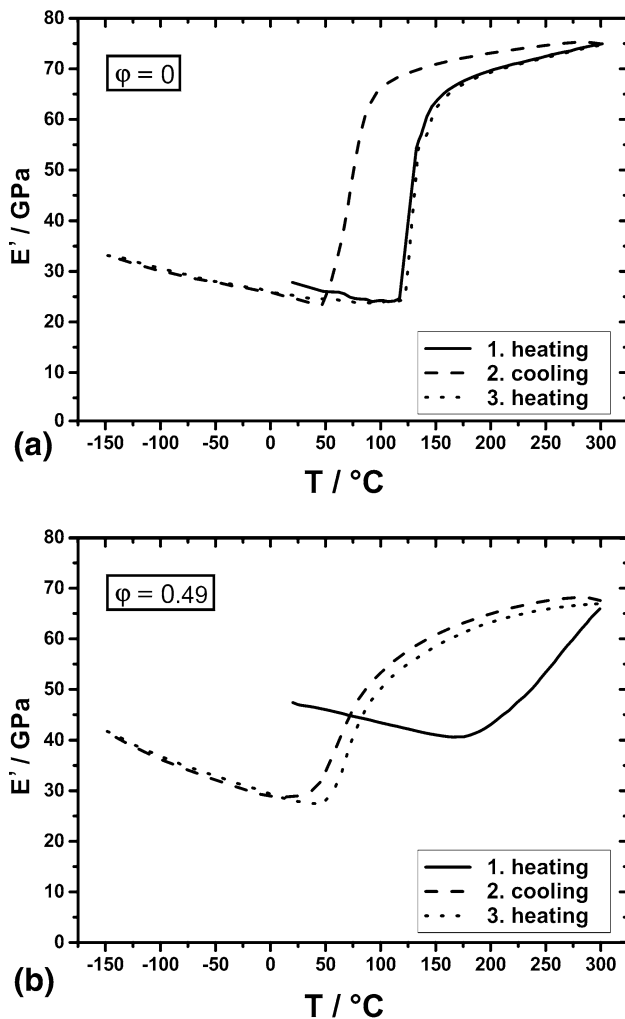 80
70
60
50
40
30
20
10
0
E' / GPa
φ = 0
1. heating
2. cooling
3. heating
-150 -100 -50 0 50 100 150 200 250 300
(a)
T / °C
80
70
60
50
40
30
20
10
0
E' / GPa
φ = 0.49
1. heating
2. cooling
3. heating
-150 -100 -50 0 50 100 150 200 250 300
(b)
T / °C